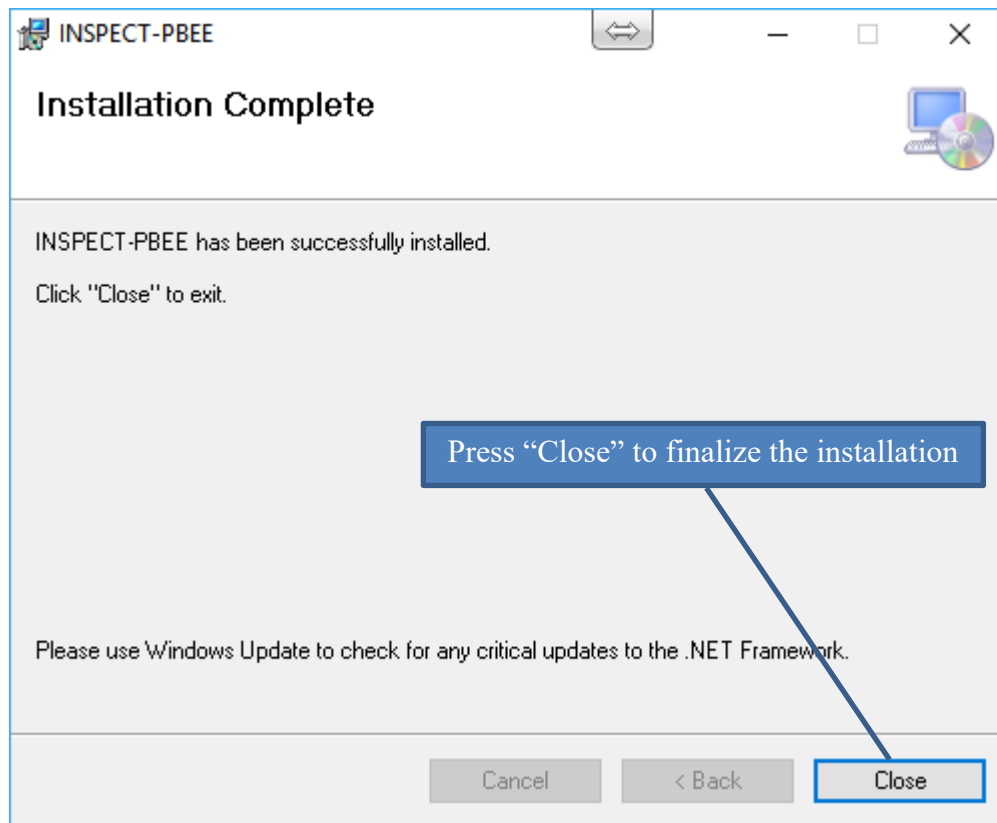 INSPECT-PBEE
Installation Complete
INSPECT-PBEE has been successfully installed.
Click "Close" to exit.
Press “Close” to finalize the installation
Please use Windows Update to check for any critical updates to the .NET Framework.
Cancel
< Back
Close